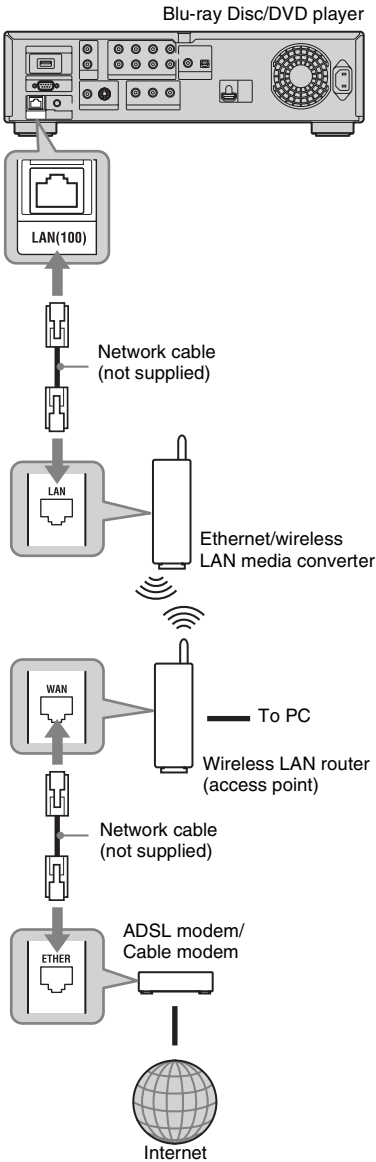 Blu-ray Disc/DVD player
LAN(100)
Network cable
(not supplied)
LAN
Ethernet/wireless
LAN media converter
WAN
To PC
Wireless LAN router
(access point)
Network cable
(not supplied)
ADSL modem/
Cable modem
ETHER
Internet